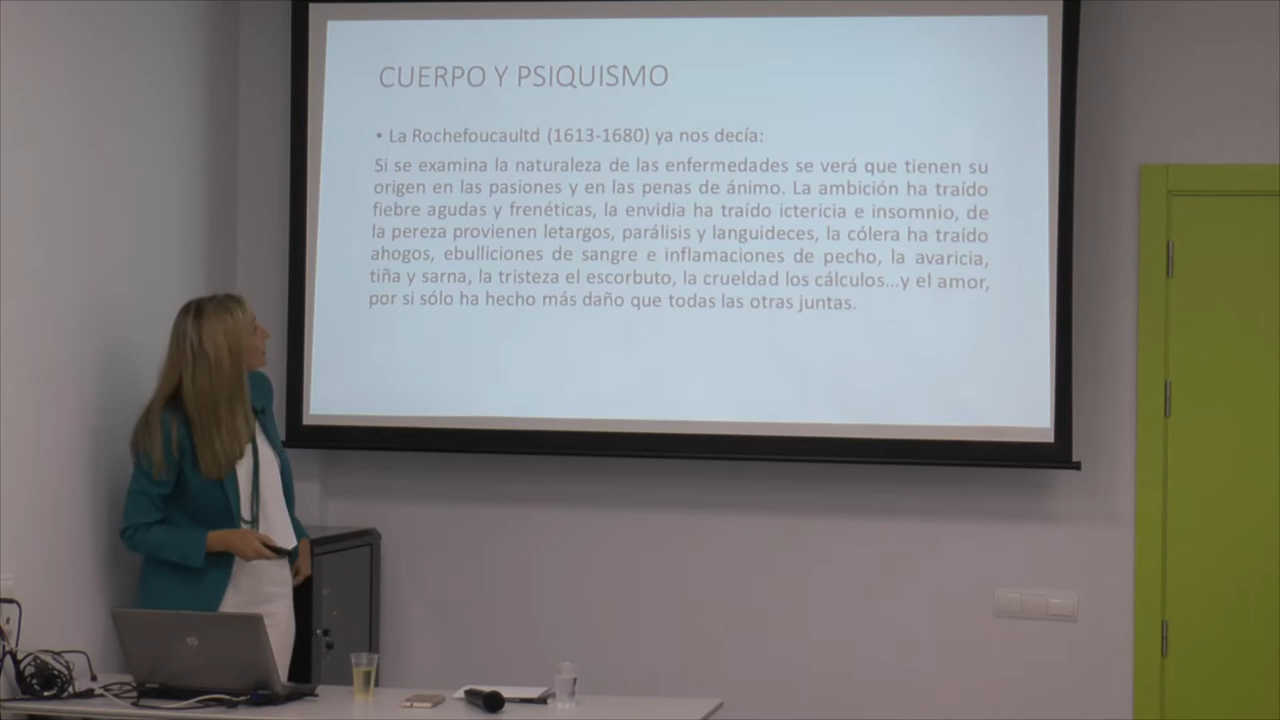 CUERPO Y PSIQUISMO
• La Rochefoucaultd (1613-1680) ya nos decía:
Si se examina la naturaleza de las enfermedades se verá que tienen su
origen en las pasiones y en las penas de ánimo. La ambición ha traído
fiebre agudas y frenéticas, la envidia ha traído ictericia e insomnio, de
la pereza provienen letargos, parálisis y languideces, la cólera ha traído
ahogos, ebulliciones de sangre e inflamaciones de pecho, la avaricia,
tiña y sarna, la tristeza el escorbuto, la crueldad los cálculos...y el amor,
por si sólo ha hecho más daño que todas las otras juntas.
hp